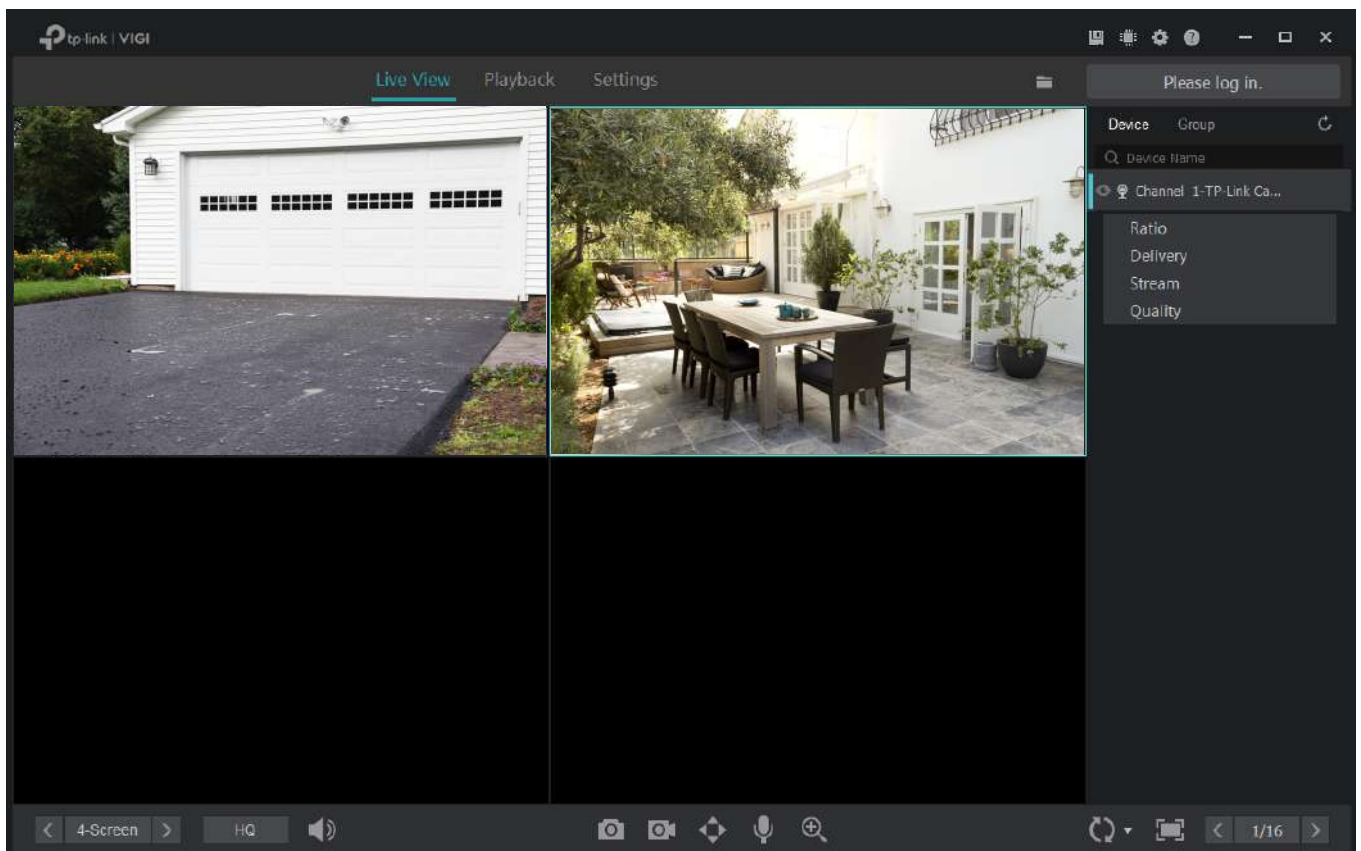 tp-link | VIGI
Live View Playback Settings
Please log in.
Device Group
Device Name
Channel 1-TP-Link Ca...
Ratio
Delivery
Stream
Quality
4-Screen HQ 1/16